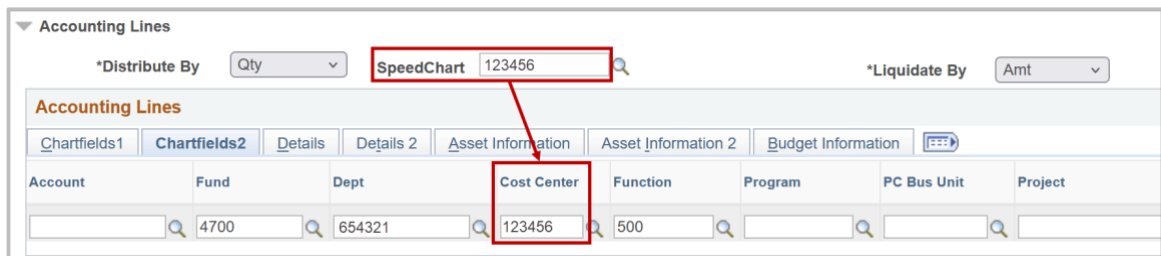 Accounting Lines
*Distribute By Qty SpeedChart 123456 *Liquidate By Amt
Accounting Lines
Chartfields1 Chartfields2 Details Details 2 Asset Information Asset Information 2 Budget Information
Account Fund Dept Cost Center Function Program PC Bus Unit Project
4700 654321 123456 500